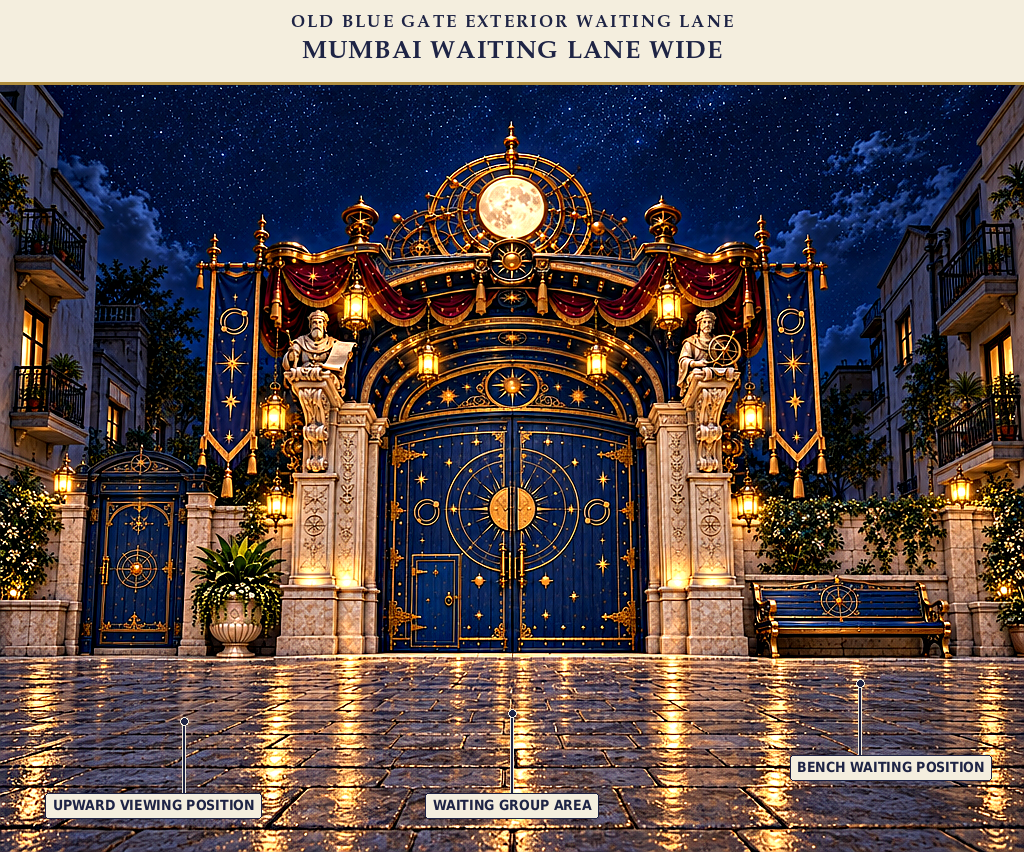 OLD BLUE GATE EXTERIOR WAITING LANE
MUMBAI WAITING LANE WIDE
BENCH WAITING POSITION
UPWARD VIEWING POSITION
WAITING GROUP AREA